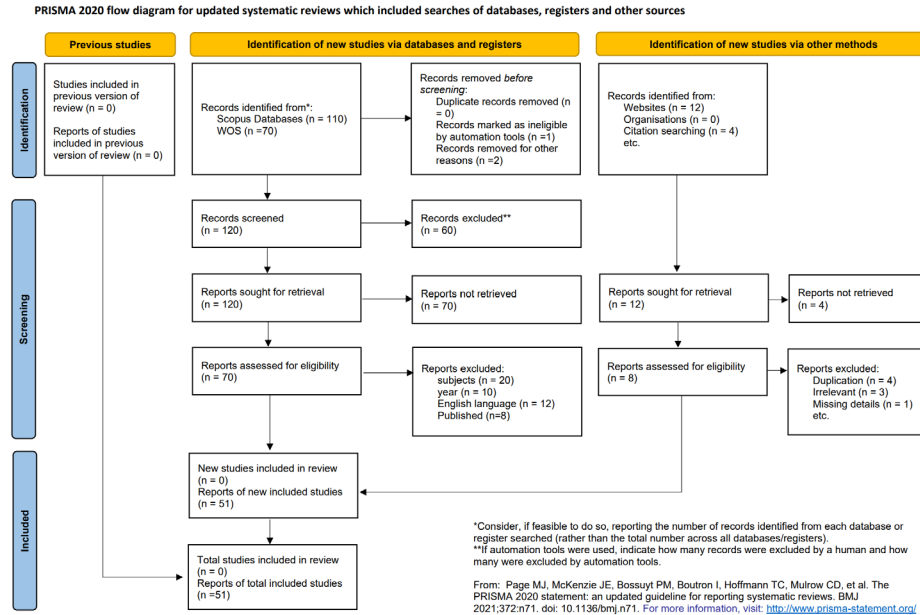 PRISMA 2020 flow diagram for updated systematic reviews which included searches of databases, registers and other sources
Previous studies
Identification of new studies via databases and registers
Identification of new studies via other methods
Identification
Studies included in
previous version of
review (n = 0)
Reports of studies
included in previous
version of review (n = 0)
Records identified from*:
Scopus Databases (n = 110)
WOS (n =70)
Records removed before
screening:
Duplicate records removed (n
= 0)
Records marked as ineligible
by automation tools (n =1)
Records removed for other
reasons (n =2)
Records identified from:
Websites (n = 12)
Organisations (n = 0)
Citation searching (n = 4)
etc.
Screening
Records screened
(n = 120)
Records excluded**
(n = 60)
Reports sought for retrieval
(n = 120)
Reports not retrieved
(n = 70)
Reports sought for retrieval
(n = 12)
Reports not retrieved
(n = 4)
Reports assessed for eligibility
(n = 70)
Reports excluded:
subjects (n = 20)
year (n = 10)
English language (n = 12)
Published (n=8)
Reports assessed for eligibility
(n = 8)
Reports excluded:
Duplication (n = 4)
Irrelevant (n = 3)
Missing details (n = 1)
etc.
Included
New studies included in review
(n = 0)
Reports of new included studies
(n = 51)
Total studies included in review
(n = 0)
Reports of total included studies
(n =51)
*Consider, if feasible to do so, reporting the number of records identified from each database or
register searched (rather than the total number across all databases/registers).
**If automation tools were used, indicate how many records were excluded by a human and how
many were excluded by automation tools.
From: Page MJ, McKenzie JE, Bossuyt PM, Boutron I, Hoffmann TC, Mulrow CD, et al. The
PRISMA 2020 statement: an updated guideline for reporting systematic reviews. BMJ
2021;372:n71. doi: 10.1136/bmj.n71. For more information, visit: http://www.prisma-statement.org/